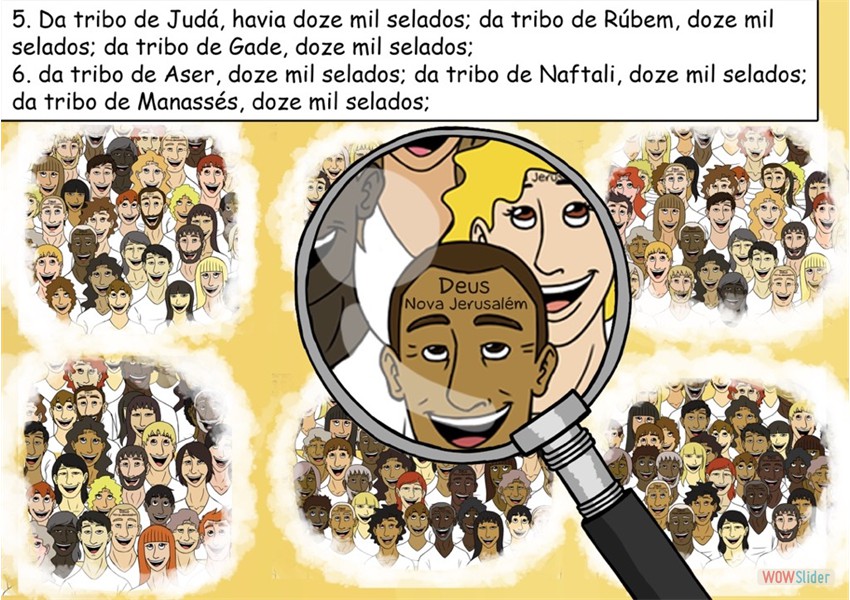 5. Da tribo de Judá, havia doze mil selados; da tribo de Rúbem, doze mil
selados; da tribo de Gade, doze mil selados;
6. da tribo de Aser, doze mil selados; da tribo de Naftali, doze mil selados;
da tribo de Manassés, doze mil selados;
Jerus
Deus
Nova Jerusalém
WOWSlider